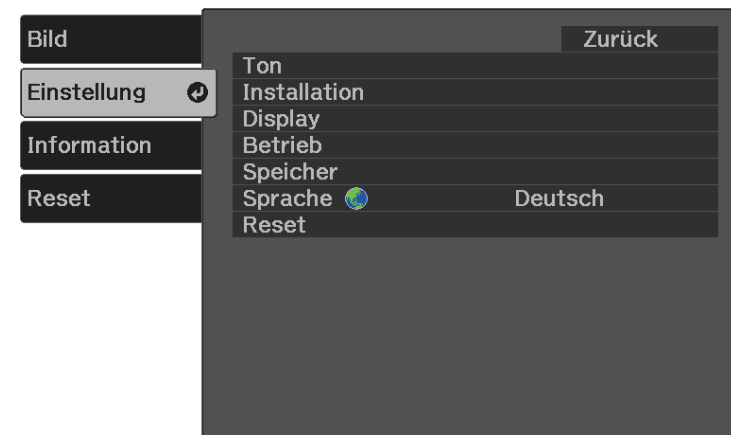 Bild
Einstellung
Information
Reset
Zurück
Ton
Installation
Display
Betrieb
Speicher
Sprache Deutsch
Reset